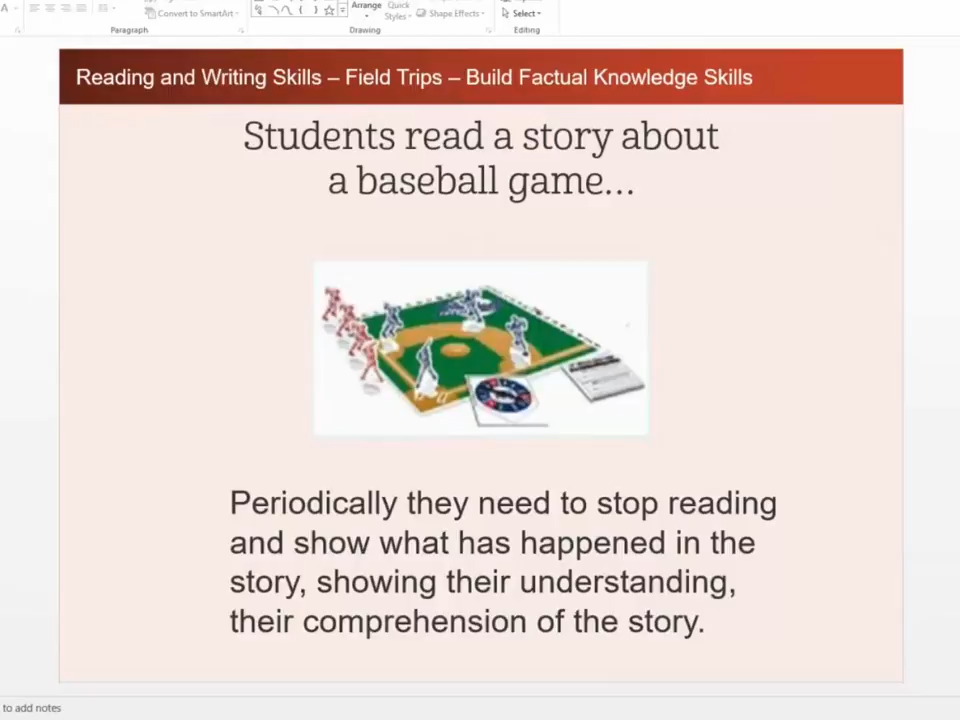 A
Convert to SmartArt
Arrange
Quick
Styles
Shape Effects
Select
Paragraph
Drawing
Editing
Reading and Writing Skills – Field Trips – Build Factual Knowledge Skills
Students read a story about
a baseball game...
Periodically they need to stop reading
and show what has happened in the
story, showing their understanding,
their comprehension of the story.
to add notes